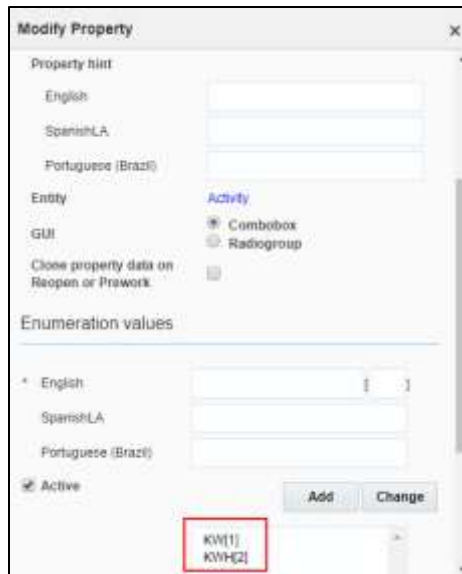 Modify Property ×
Property hint
English
SpanishLA
Portuguese (Brazil)
Entity Activity
GUI Combobox
Radiogroup
Clone property data on
Reopen or Prework
Enumeration values
* English [ ]
SpanishLA
Portuguese (Brazil)
Active
Add Change
KW[1]
KWH[2]